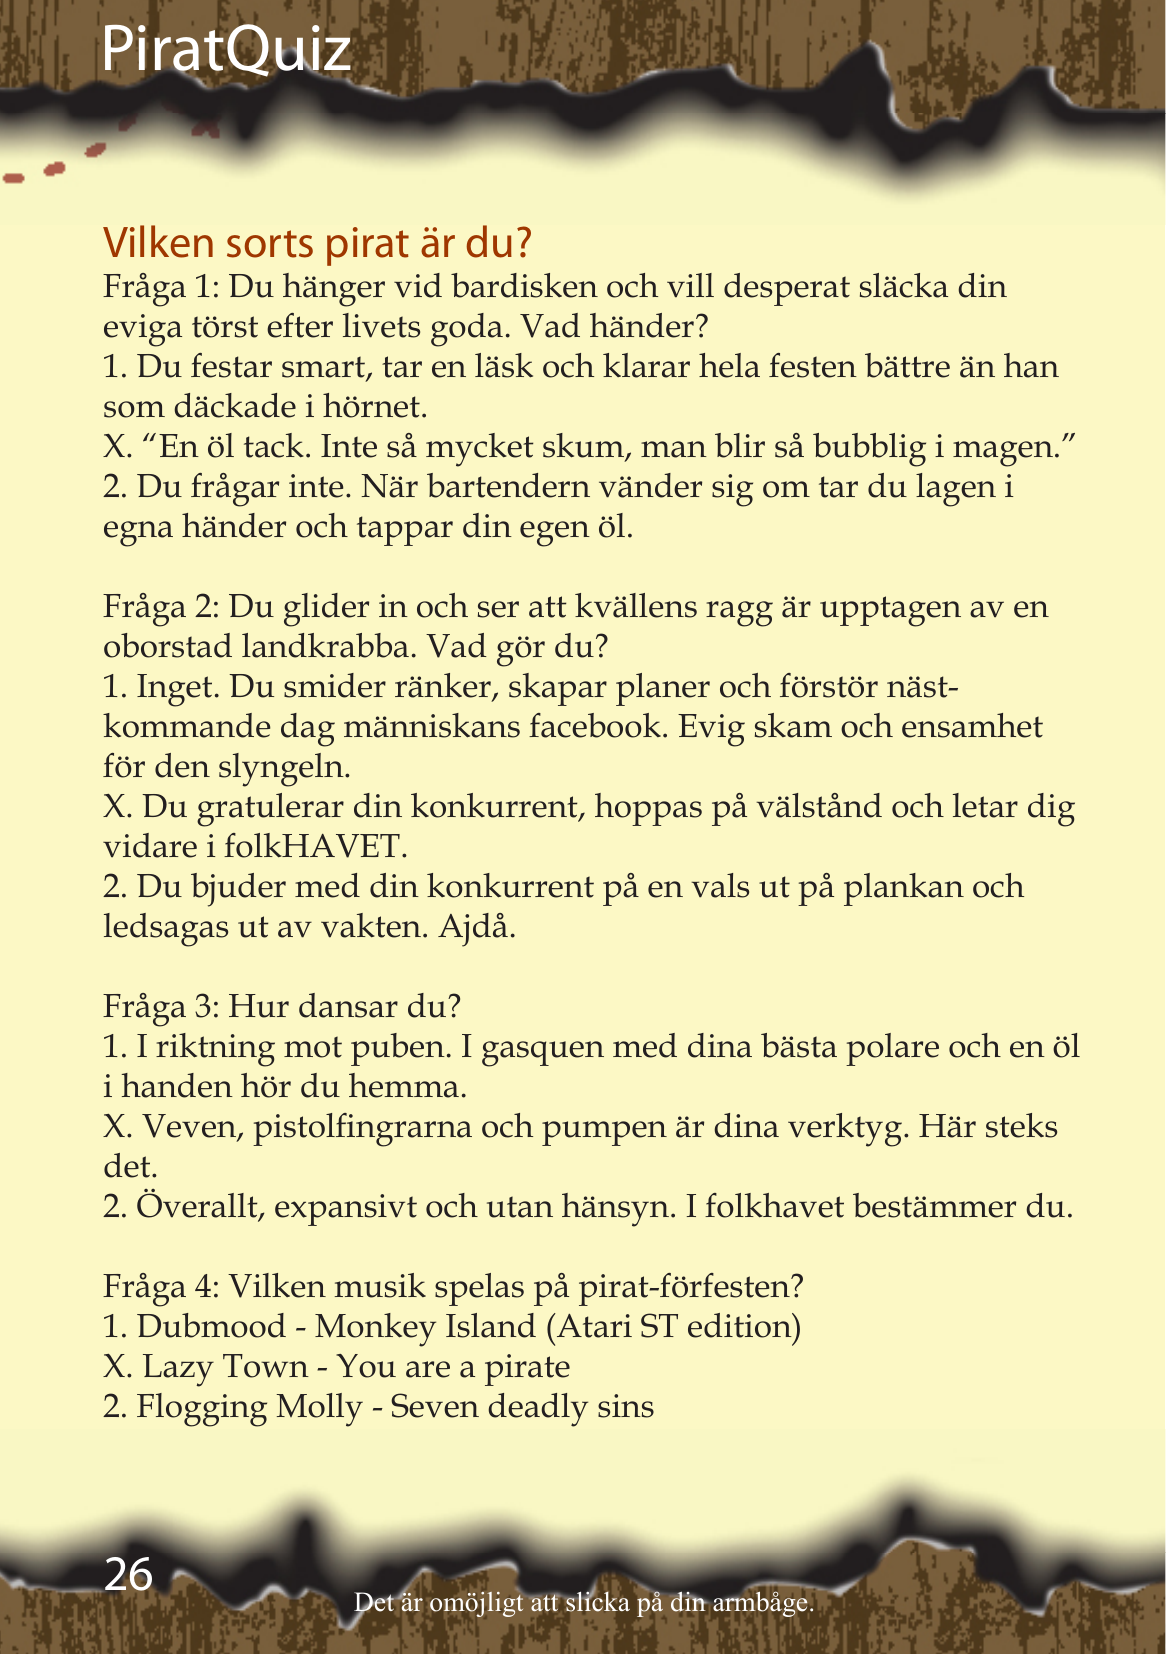 PiratQuiz
Vilken sorts pirat är du?
Fråga 1: Du hänger vid bardisken och vill desperat släcka din
eviga törst efter livets goda. Vad händer?
1. Du festar smart, tar en läsk och klarar hela festen bättre än han
som däckade i hörnet.
X. “En öl tack. Inte så mycket skum, man blir så bubblig i magen.”
2. Du frågar inte. När bartendern vänder sig om tar du lagen i
egna händer och tappar din egen öl.
Fråga 2: Du glider in och ser att kvällens ragg är upptagen av en
oborstad landkrabba. Vad gör du?
1. Inget. Du smider ränker, skapar planer och förstör näst-
kommande dag människans facebook. Evig skam och ensamhet
för den slyngeln.
X. Du gratulerar din konkurrent, hoppas på välstånd och letar dig
vidare i folkHAVET.
2. Du bjuder med din konkurrent på en vals ut på plankan och
ledsagas ut av vakten. Ajdå.
Fråga 3: Hur dansar du?
1. I riktning mot puben. I gasquen med dina bästa polare och en öl
i handen hör du hemma.
X. Veven, pistolfingrarna och pumpen är dina verktyg. Här steks
det.
2. Överallt, expansivt och utan hänsyn. I folkhavet bestämmer du.
Fråga 4: Vilken musik spelas på pirat-förfesten?
1. Dubmood - Monkey Island (Atari ST edition)
X. Lazy Town - You are a pirate
2. Flogging Molly - Seven deadly sins
26
Det är omöjligt att slicka på din armbåge.